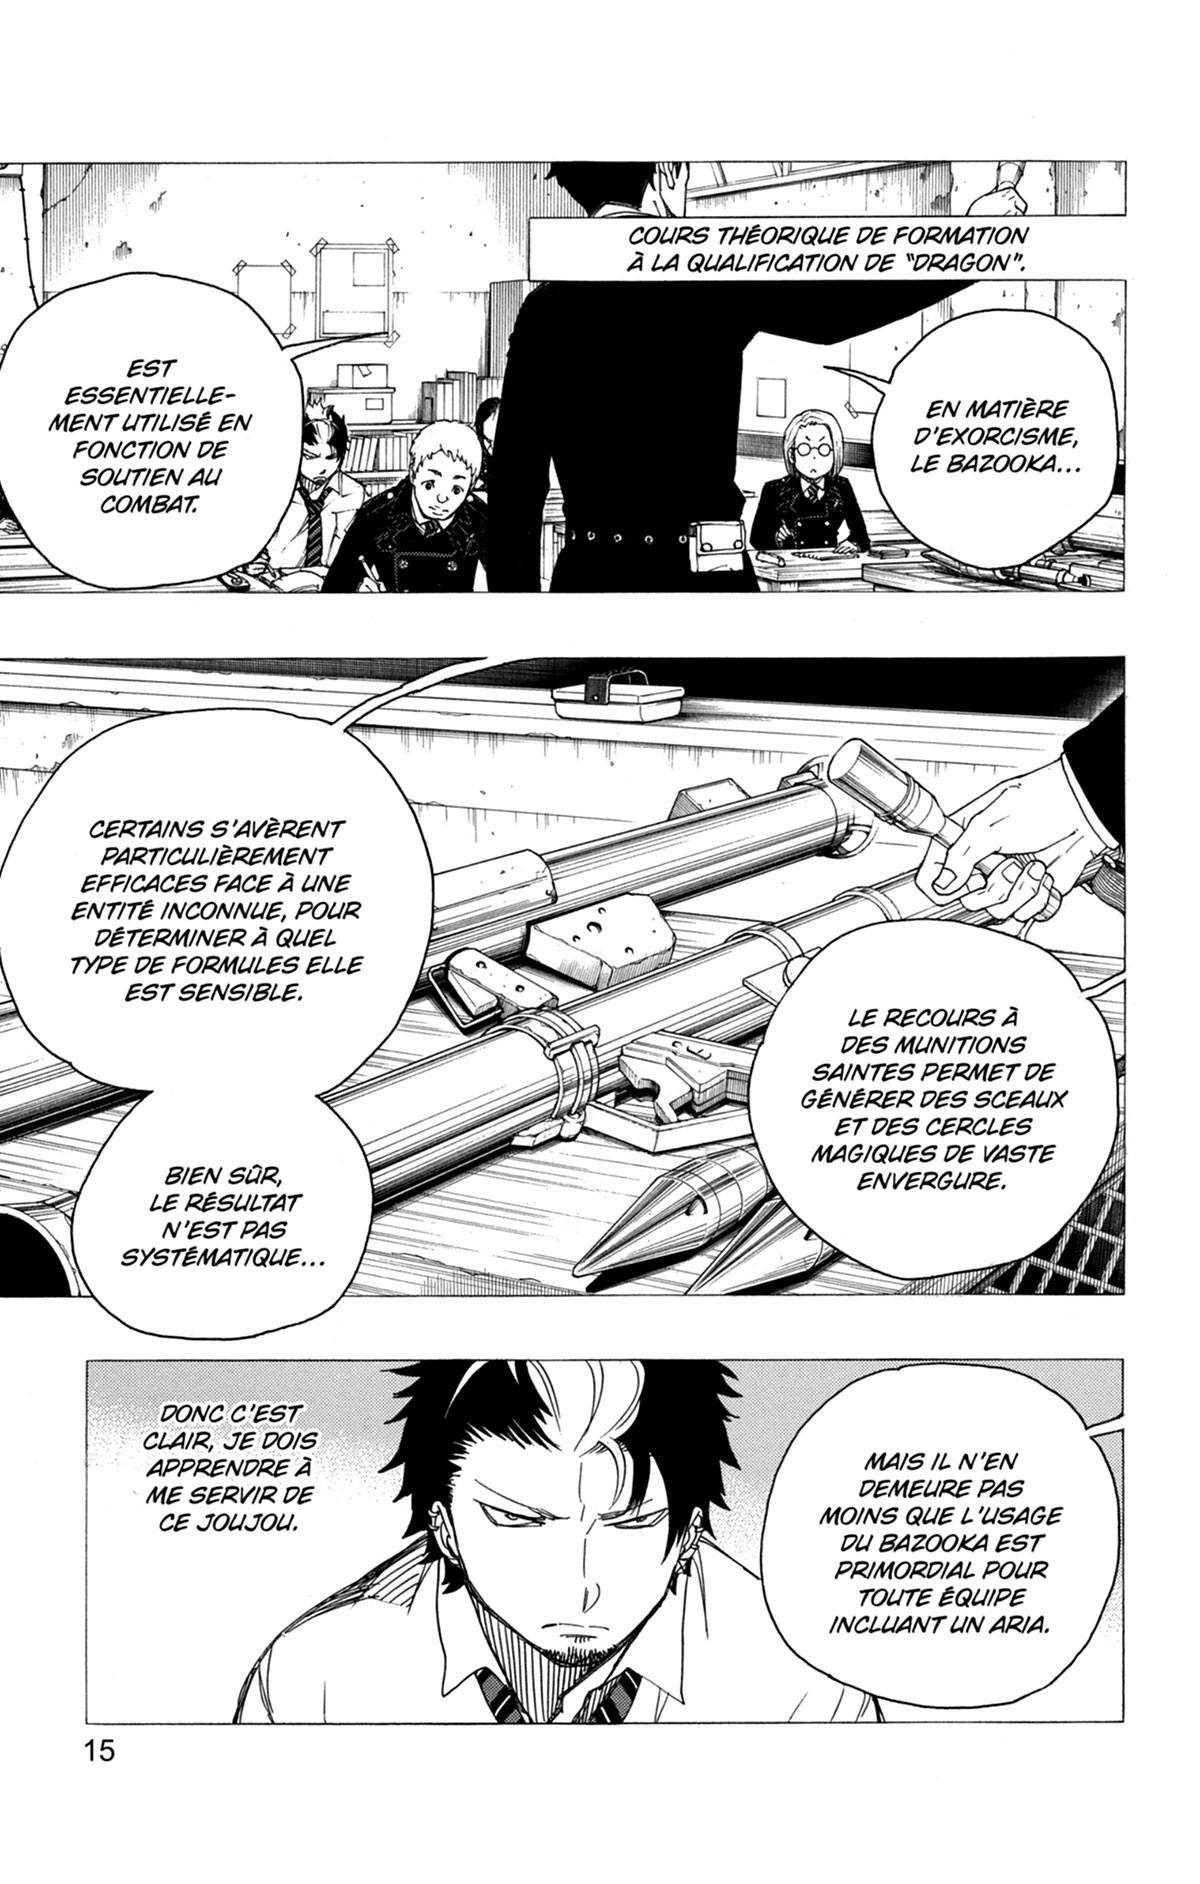 COURS THÉORIQUE DE FORMATION
À LA QUALIFICATION DE "DRAGON".
EN MATIÈRE
D'EXORCISME,
LE BAZOOKA...
EST
ESSENTIELLE-
MENT UTILISÉ EN
FONCTION DE
SOUTIEN AU
COMBAT.
LE RECOURS À
DES MUNITIONS
SAINTES PERMET DE
GÉNÉRER DES SCEAUX
ET DES CERCLES
MAGIQUES DE VASTE
ENVERGURE.
CERTAINS S'AVÈRENT
PARTICULIÈREMENT
EFFICACES FACE À UNE
ENTITÉ INCONNUE, POUR
DÉTERMINER À QUEL
TYPE DE FORMULES ELLE
EST SENSIBLE.
BIEN SÛR,
LE RÉSULTAT
N'EST PAS
SYSTÉMATIQUE...
MAIS IL N'EN
DEMEURE PAS
MOINS QUE L'USAGE
DU BAZOOKA EST
PRIMORDIAL POUR
TOUTE ÉQUIPE
INCLUANT UN ARIA.
DONC C'EST
CLAIR, JE DOIS
APPRENDRE À
ME SERVIR DE
CE JOUJOU.
15